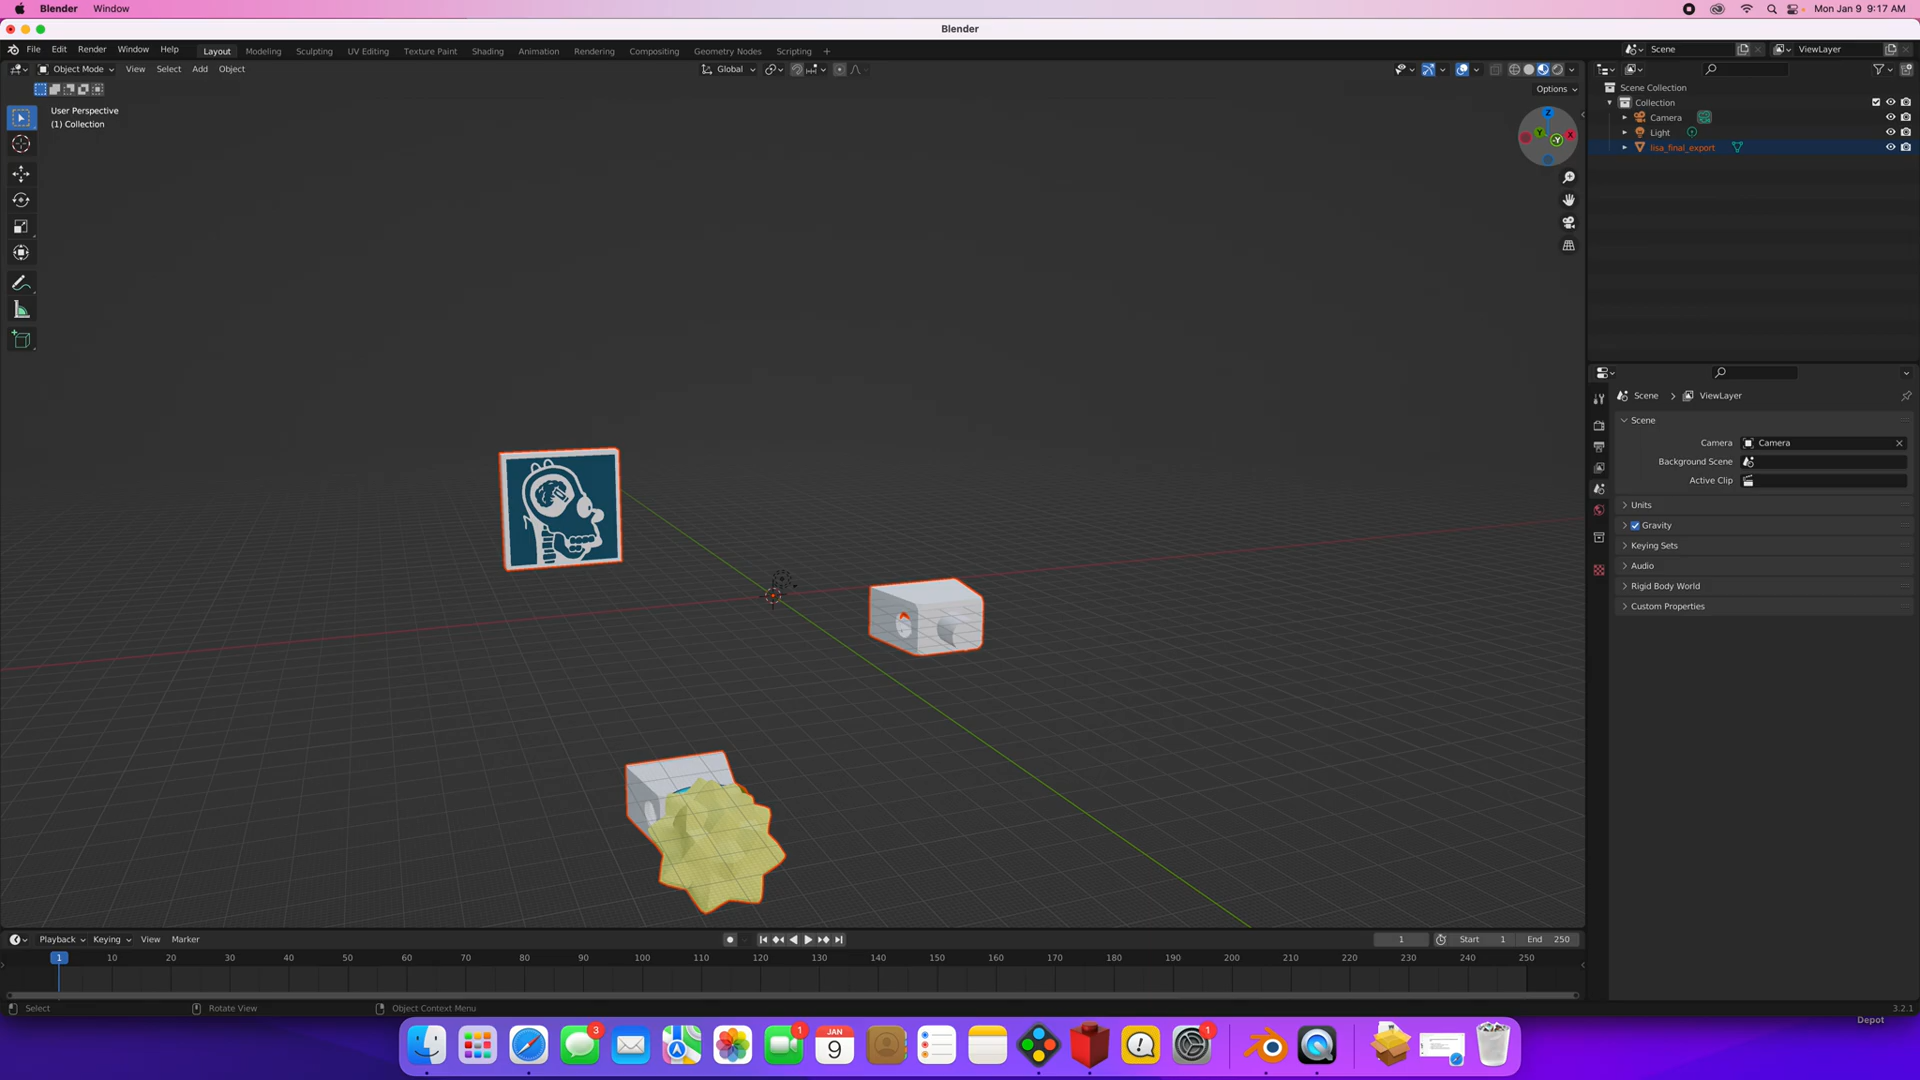 Blender Window Mon Jan 9 9:17 AM
Blender
File Edit Render Window Help Layout Modeling Sculpting UV Editing Texture Paint Shading Animation Rendering Compositing Geometry Nodes Scripting + Scene ViewLayer
Object Mode View Select Add Object Global
Options
User Perspective
(1) Collection
Z
Y -Y X
Scene Collection
Collection
Camera
Light
lisa_final_export
Scene > ViewLayer
Scene
Camera Camera
Background Scene
Active Clip
Units
Gravity
Keying Sets
Audio
Rigid Body World
Custom Properties
Playback Keying View Marker 1 Start 1 End 250
1 10 20 30 40 50 60 70 80 90 100 110 120 130 140 150 160 170 180 190 200 210 220 230 240 250
Select Rotate View Object Context Menu 3.2.1
Depot
3 1 JAN 1
9